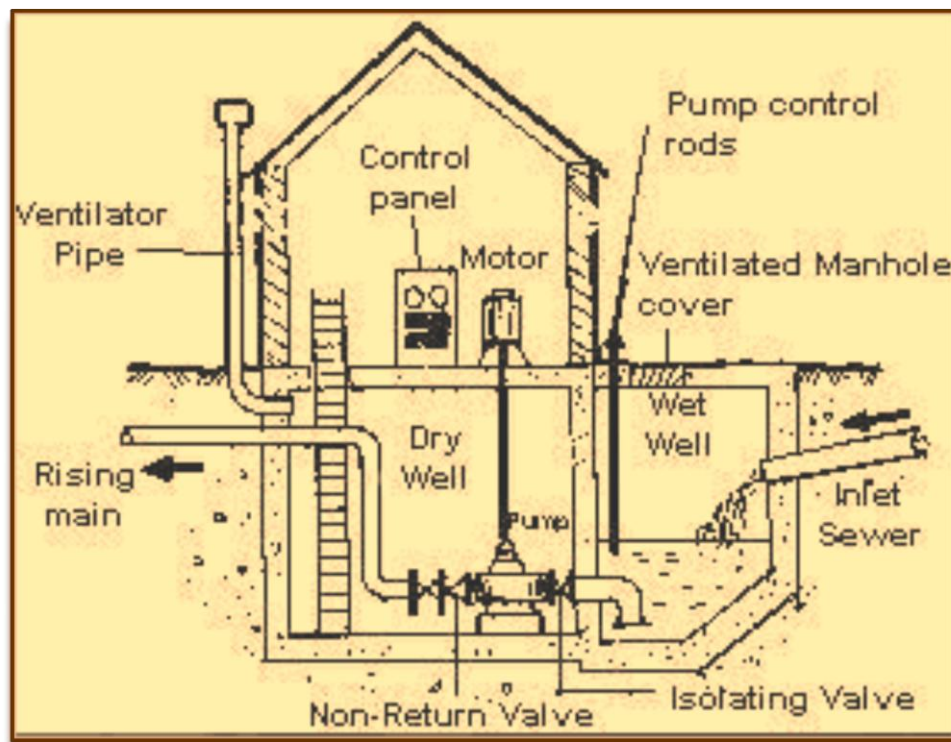 Pump control
rods
Control
panel
Ventilator
Pipe
Motor
Ventilated Manhole
cover
Wet
Well
Dry
Well
Rising
main
Pump
Inlet
Sewer
Isolating Valve
Non-Return Valve